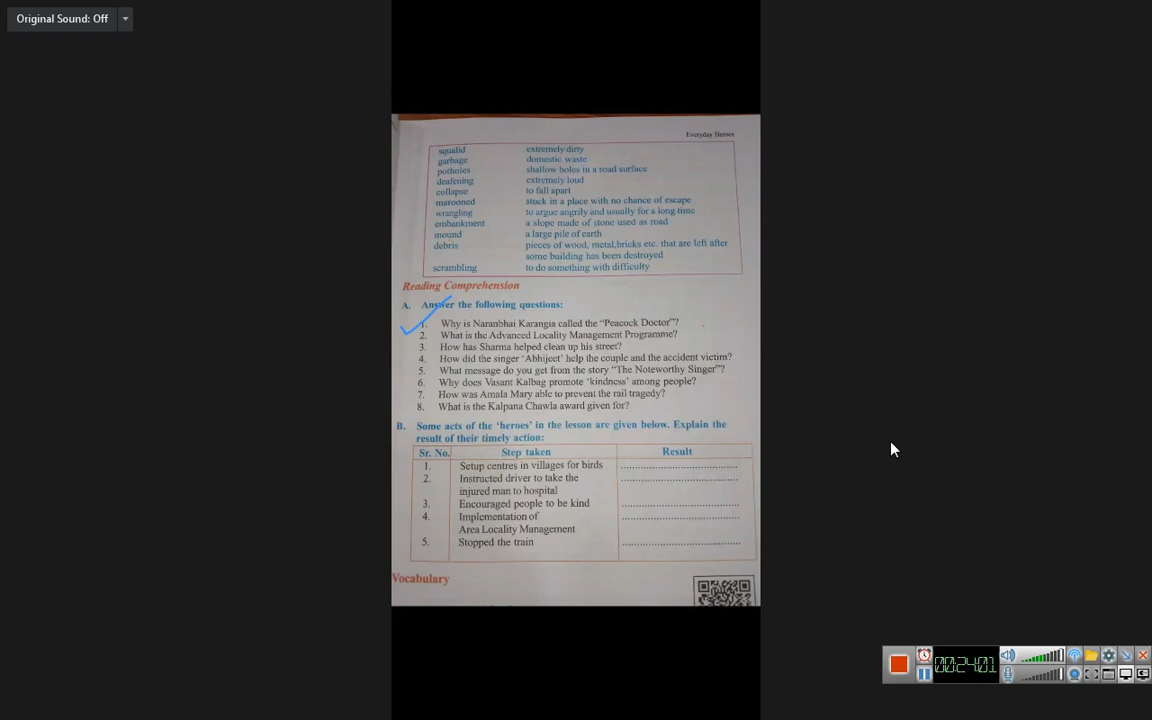 Original Sound: Off
Everyday Heroes
squalid extremely dirty
garbage domestic waste
potholes shallow holes in a road surface
deafening extremely loud
collapse to fall apart
marooned stuck in a place with no chance of escape
wrangling to argue angrily and usually for a long time
embankment a slope made of stone used as road
mound a large pile of earth
debris pieces of wood, metal,bricks etc. that are left after
some building has been destroyed
scrambling to do something with difficulty
Reading Comprehension
A. Answer the following questions:
1. Why is Naranbhai Karangia called the “Peacock Doctor”?
2. What is the Advanced Locality Management Programme?
3. How has Sharma helped clean up his street?
4. How did the singer ‘Abhijeet’ help the couple and the accident victim?
5. What message do you get from the story “The Noteworthy Singer”?
6. Why does Vasant Kalbag promote ‘kindness’ among people?
7. How was Amala Mary able to prevent the rail tragedy?
8. What is the Kalpana Chawla award given for?
B. Some acts of the ‘heroes’ in the lesson are given below. Explain the
result of their timely action:
Sr. No. Step taken Result
1. Setup centres in villages for birds ....................................
2. Instructed driver to take the ....................................
injured man to hospital
3. Encouraged people to be kind ....................................
4. Implementation of ....................................
Area Locality Management
5. Stopped the train ....................................
Vocabulary
00:24:01